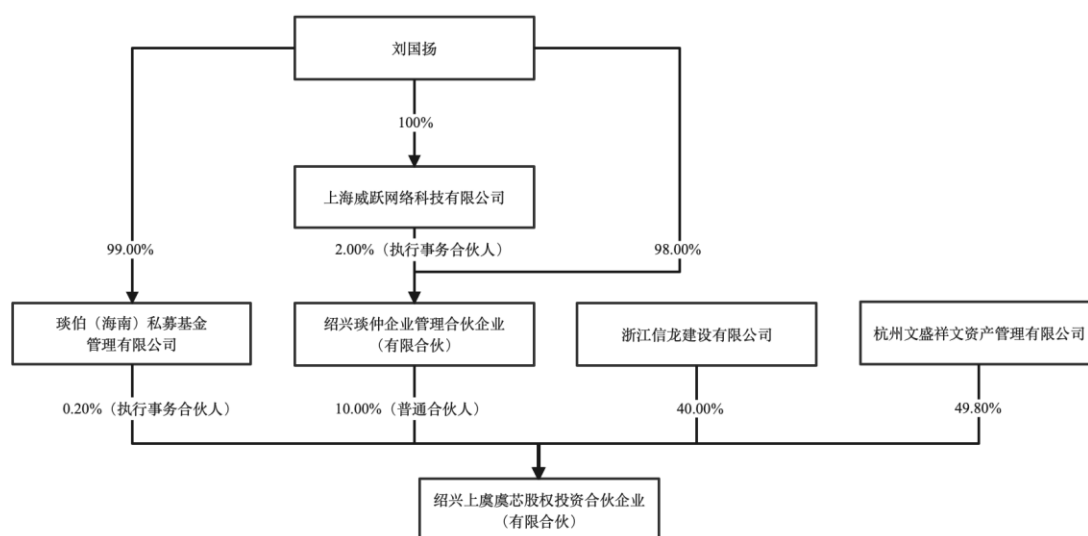 刘国扬
100%
上海威跃网络科技有限公司
99.00%
2.00%（执行事务合伙人）
98.00%
琰伯（海南）私募基金
管理有限公司
绍兴琰仲企业管理合伙企业
（有限合伙）
浙江信龙建设有限公司
杭州文盛祥文资产管理有限公司
0.20%（执行事务合伙人）
10.00%（普通合伙人）
40.00%
49.80%
绍兴上虞虞芯股权投资合伙企业
（有限合伙）